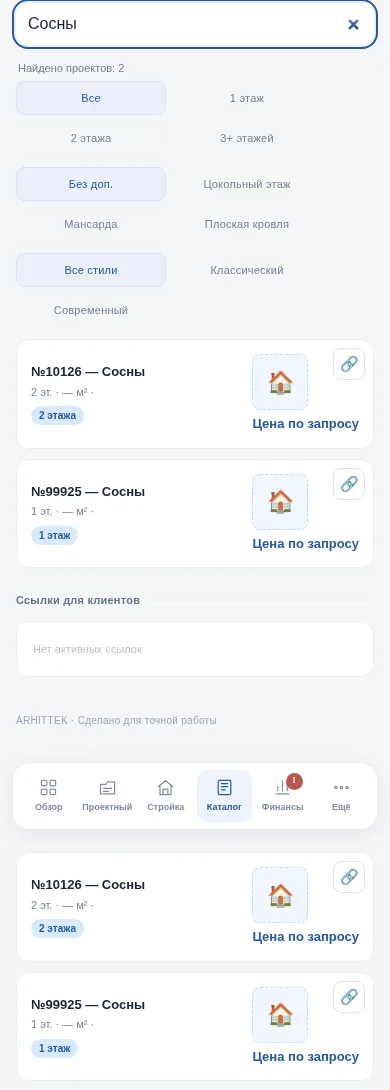 Сосны
Найдено проектов: 2
Все
1 этаж
2 этажа
3+ этажей
Без доп.
Цокольный этаж
Мансарда
Плоская кровля
Все стили
Классический
Современный
№10126 — Сосны
2 эт. · — м² ·
2 этажа
Цена по запросу
№99925 — Сосны
1 эт. · — м² ·
1 этаж
Цена по запросу
Ссылки для клиентов
Нет активных ссылок
ARHITTEK · Сделано для точной работы
Обзор
Проектный
Стройка
Каталог
!
Финансы
Ещё
№10126 — Сосны
2 эт. · — м² ·
2 этажа
Цена по запросу
№99925 — Сосны
1 эт. · — м² ·
1 этаж
Цена по запросу